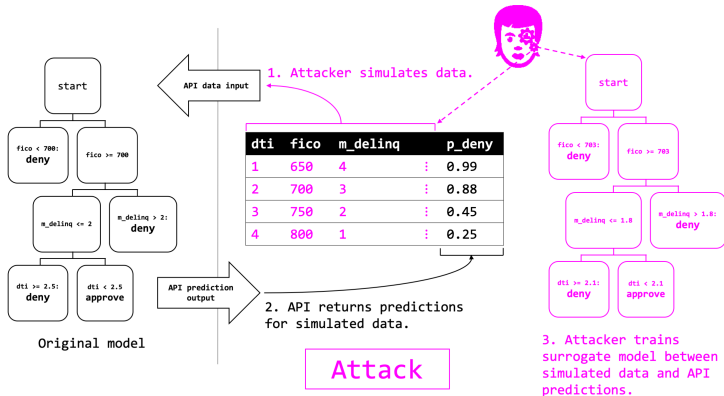 start
fico < 700:
deny
fico >= 700
m_delinq <= 2
m_delinq > 2:
deny
dti >= 2.5:
deny
dti < 2.5
approve
Original model
API data input
API prediction
output
1. Attacker simulates data.
dti fico m_delinq p_deny
1 650 4 ⋮ 0.99
2 700 3 ⋮ 0.88
3 750 2 ⋮ 0.45
4 800 1 ⋮ 0.25
2. API returns predictions
for simulated data.
Attack
start
fico < 703:
deny
fico >= 703
m_delinq <= 1.8
m_delinq > 1.8:
deny
dti >= 2.1:
deny
dti < 2.1
approve
3. Attacker trains
surrogate model between
simulated data and API
predictions.